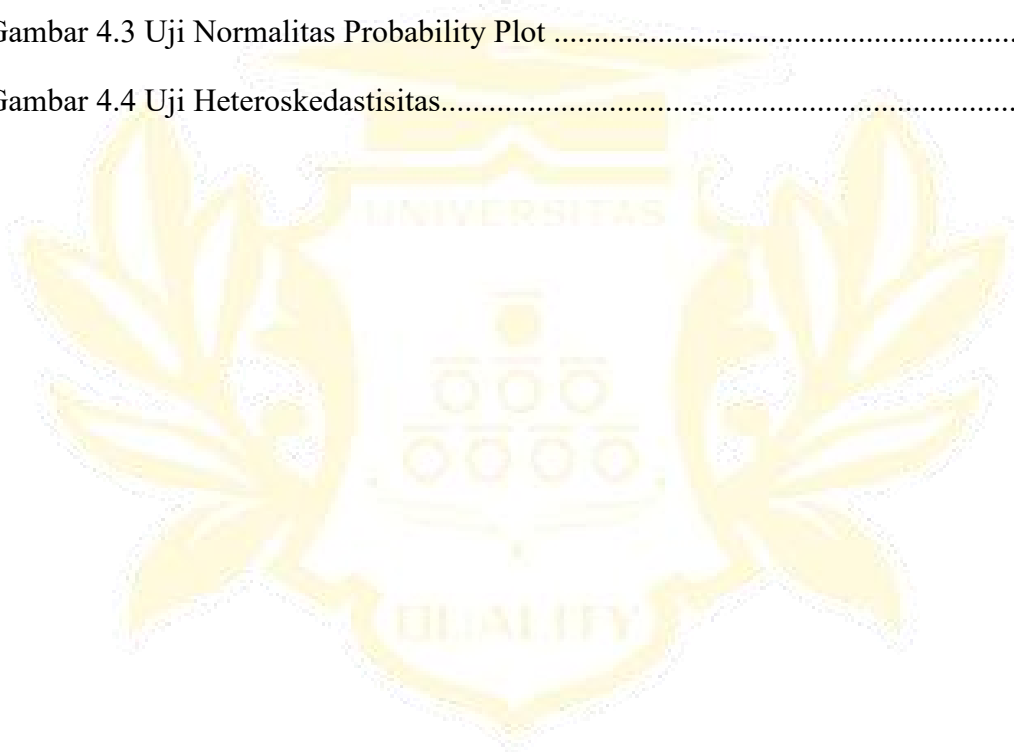 Gambar 4.3 Uji Normalitas Probability Plot ..........................................................
Gambar 4.4 Uji Heteroskedastisitas........................................................................
UNIVERSITAS
QUALITY